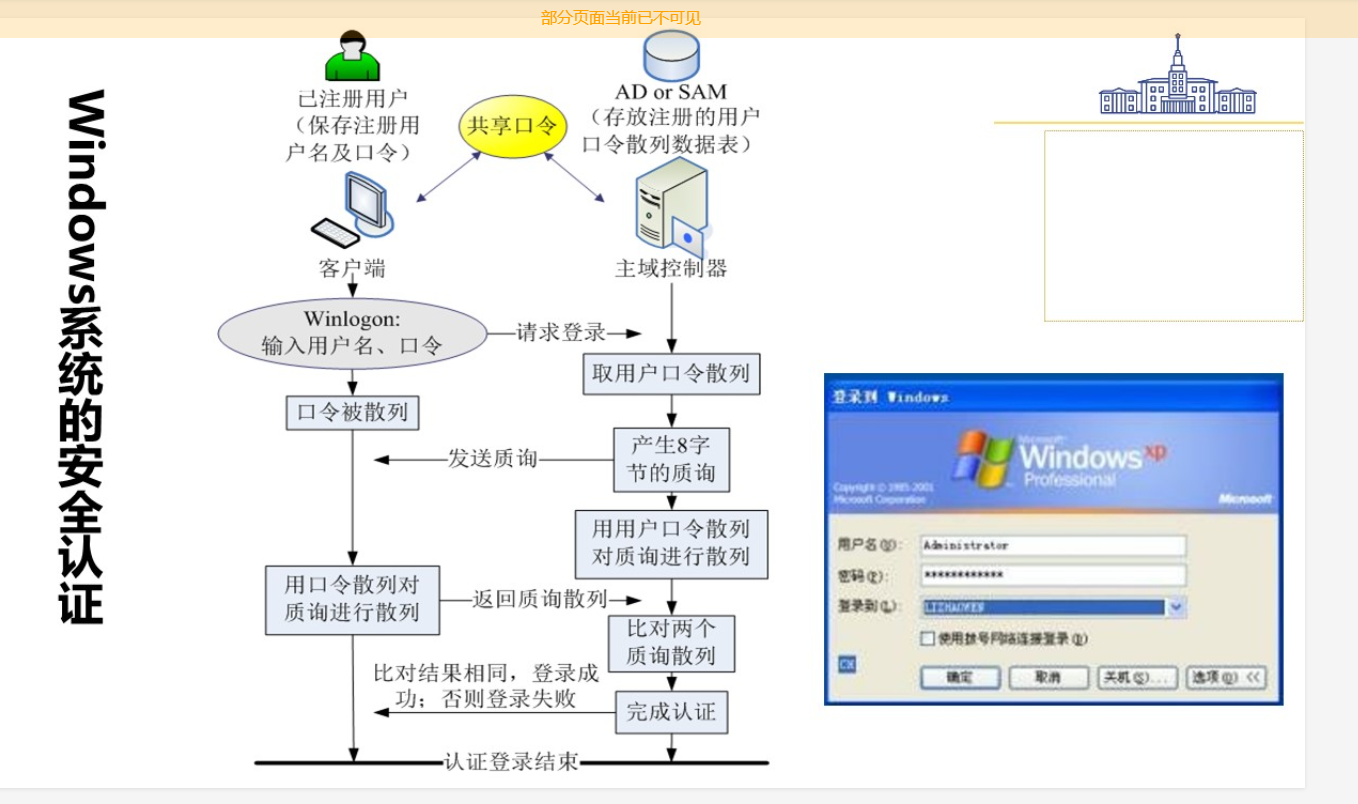 部分页面当前已不可见
Windows系统的安全认证
已注册用户
（保存注册用
户名及口令）
共享口令
AD or SAM
（存放注册的用户
口令散列数据表）
客户端
主域控制器
Winlogon:
输入用户名、口令
请求登录
取用户口令散列
口令被散列
产生8字
节的质询
发送质询
用用户口令散列
对质询进行散列
用口令散列对
质询进行散列
返回质询散列
比对两个
质询散列
比对结果相同，登录成
功；否则登录失败
完成认证
认证登录结束
登录到 Windows
Microsoft
Windows xp
Professional
Copyright © 1985-2001
Microsoft Corporation
Microsoft
用户名(U):
Administrator
密码(P):
************
登录到(L):
LIZHAOWEN
使用拨号网络连接登录(D)
CH
确定
取消
关机(S)...
选项(O) <<